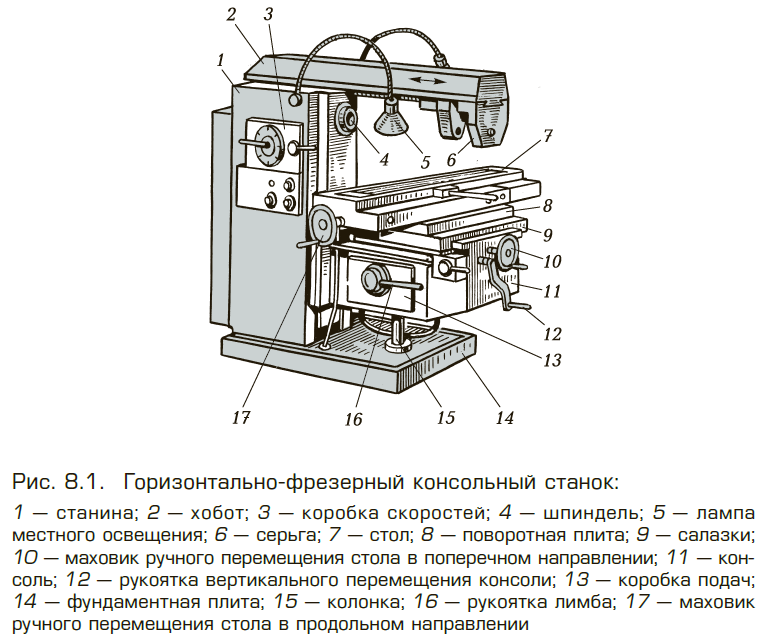 2
3
1
4
5
6
7
8
9
10
11
12
13
14
15
16
17
Рис. 8.1. Горизонтально-фрезерный консольный станок:
1 — станина; 2 — хобот; 3 — коробка скоростей; 4 — шпиндель; 5 — лампа
местного освещения; 6 — серьга; 7 — стол; 8 — поворотная плита; 9 — салазки;
10 — маховик ручного перемещения стола в поперечном направлении; 11 — кон-
соль; 12 — рукоятка вертикального перемещения консоли; 13 — коробка подач;
14 — фундаментная плита; 15 — колонка; 16 — рукоятка лимба; 17 — маховик
ручного перемещения стола в продольном направлении